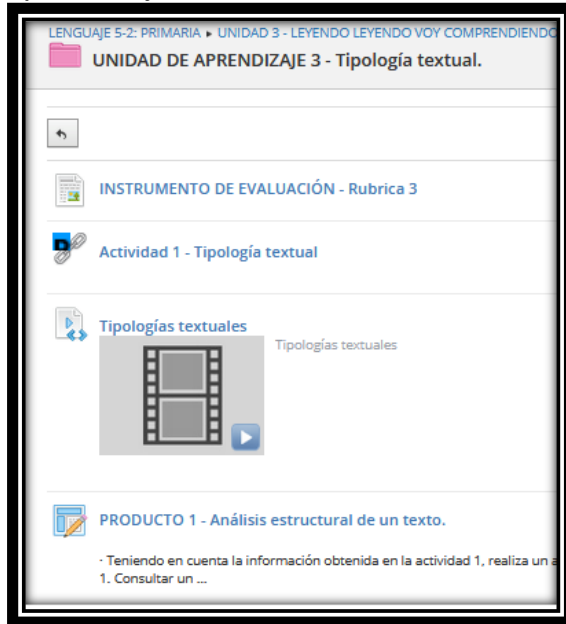 LENGUAJE 5-2: PRIMARIA ▸ UNIDAD 3 - LEYENDO LEYENDO VOY COMPRENDIENDO
UNIDAD DE APRENDIZAJE 3 - Tipología textual.
INSTRUMENTO DE EVALUACIÓN - Rubrica 3
Actividad 1 - Tipología textual
Tipologías textuales
Tipologías textuales
PRODUCTO 1 - Análisis estructural de un texto.
· Teniendo en cuenta la información obtenida en la actividad 1, realiza un
1. Consultar un ...